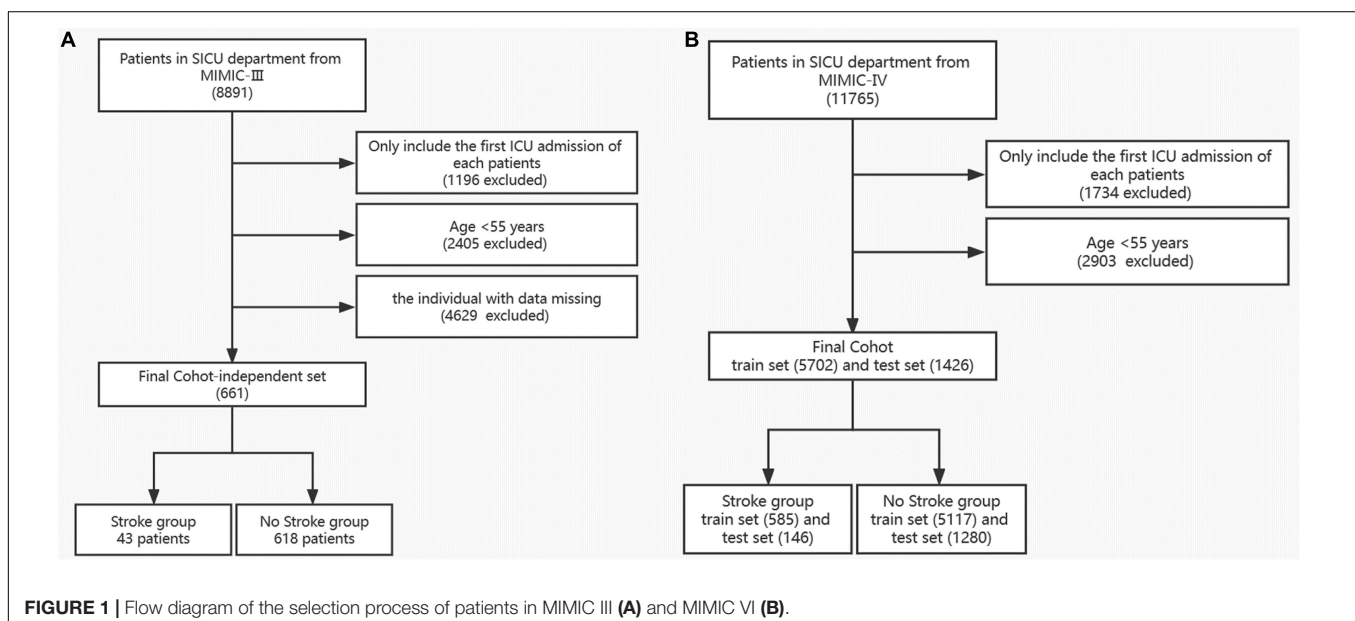 A
Patients in SICU department from
MIMIC-Ⅲ
(8891)
Only include the first ICU admission of
each patients
(1196 excluded)
Age <55 years
(2405 excluded)
the individual with data missing
(4629 excluded)
Final Cohot-independent set
(661)
Stroke group
43 patients
No Stroke group
618 patients
B
Patients in SICU department from
MIMIC-IV
(11765)
Only include the first ICU admission of
each patients
(1734 excluded)
Age <55 years
(2903 excluded)
Final Cohot
train set (5702) and test set (1426)
Stroke group
train set (585) and
test set (146)
No Stroke group
train set (5117) and
test set (1280)
FIGURE 1 | Flow diagram of the selection process of patients in MIMIC III (A) and MIMIC VI (B).